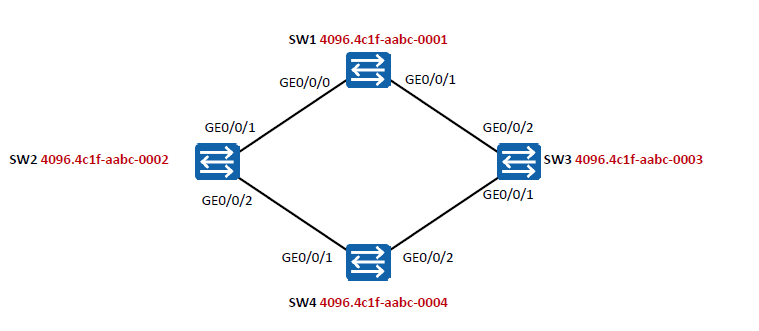 SW1 4096.4c1f-aabc-0001
GE0/0/0
GE0/0/1
GE0/0/1
GE0/0/2
SW2 4096.4c1f-aabc-0002
SW3 4096.4c1f-aabc-0003
GE0/0/2
GE0/0/1
GE0/0/1
GE0/0/2
SW4 4096.4c1f-aabc-0004